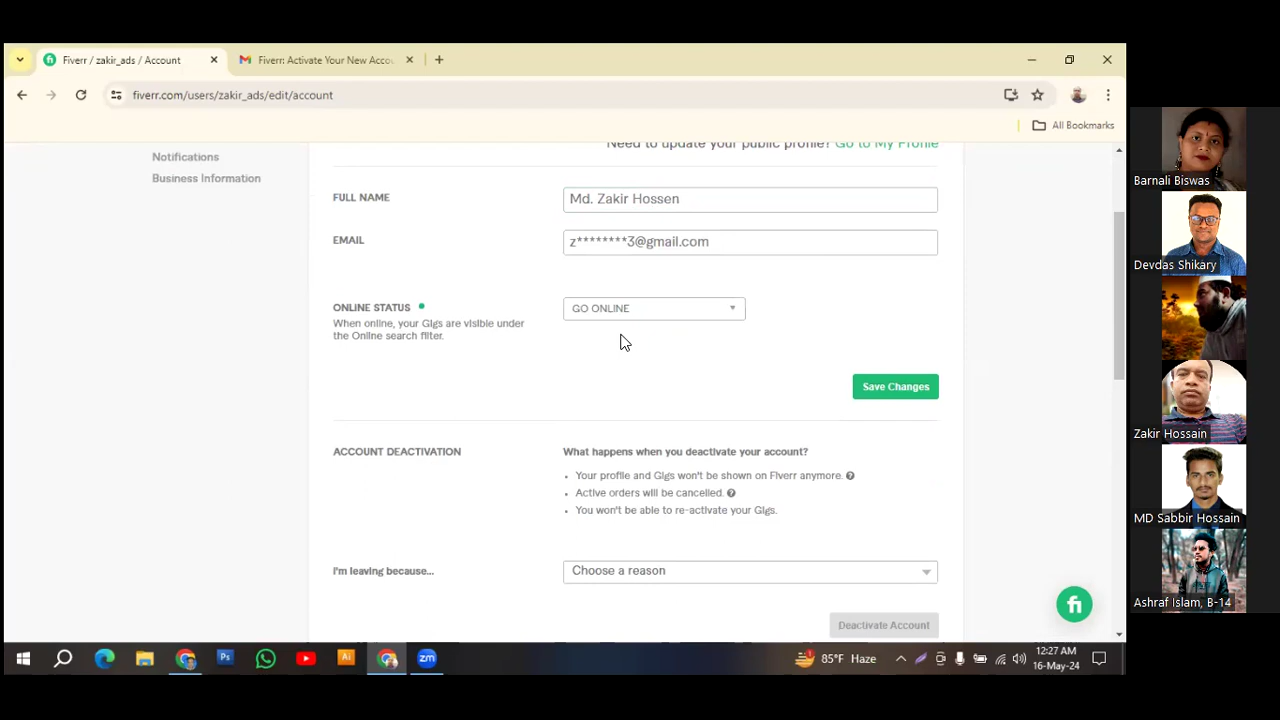 Fiverr / zakir_ads / Account
Fiverr: Activate Your New Acco
fiverr.com/users/zakir_ads/edit/account
All Bookmarks
Notifications
Business Information
Need to update your public profile? Go to My Profile
FULL NAME
Md. Zakir Hossen
EMAIL
z********3@gmail.com
ONLINE STATUS
GO ONLINE
When online, your Gigs are visible under
the Online search filter.
Save Changes
ACCOUNT DEACTIVATION
What happens when you deactivate your account?
Your profile and Gigs won't be shown on Fiverr anymore.
Active orders will be cancelled.
You won't be able to re-activate your Gigs.
I'm leaving because...
Choose a reason
Deactivate Account
fi
Barnali Biswas
Devdas Shikary
Zakir Hossain
MD Sabbir Hossain
Ashraf Islam, B-14
Ps
Ai
zm
85°F Haze
12:27 AM
16-May-24